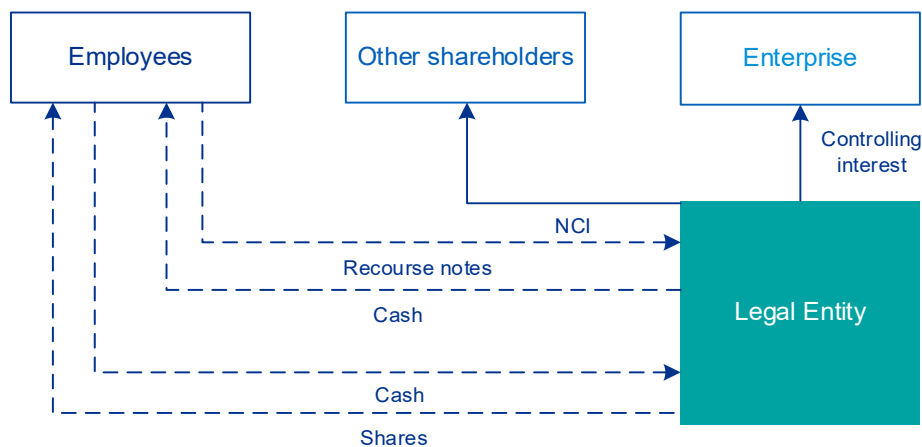 Employees
Other shareholders
Enterprise
Controlling
interest
NCI
Recourse notes
Legal Entity
Cash
Cash
Shares